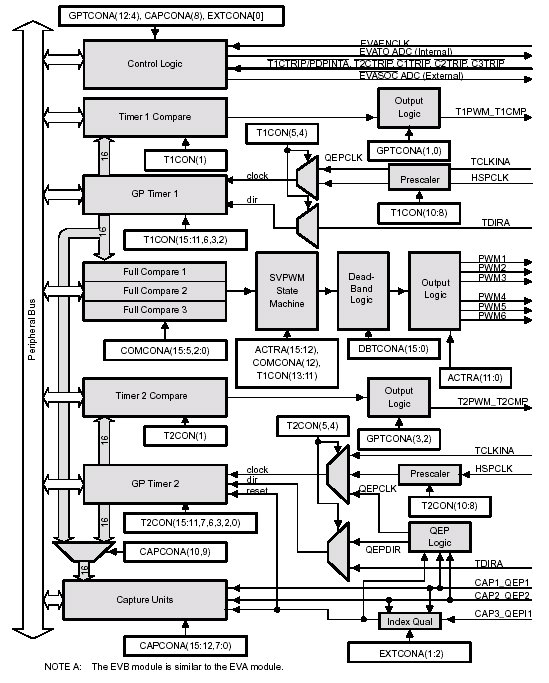 GPTCONA(12:4), CAPCONA(8), EXTCON[0]
EVAENCLK
EVATO ADC (Internal)
Control Logic
T1CTRIP/PDPINTA, T2CTRIP, C1TRIP, C2TRIP, C3TRIP
EVASOC ADC (External)
Timer 1 Compare
Output
Logic
T1PWM_T1CMP
T1CON(5,4)
GPTCONA(1,0)
16
T1CON(1)
QEPCLK
TCLKINA
clock
Prescaler
HSPCLK
GP Timer 1
dir
T1CON(10:8)
TDIRA
16
T1CON(15:11,6,3,2)
Full Compare 1
Full Compare 2
Full Compare 3
SVPWM
State
Machine
Dead-
Band
Logic
Output
Logic
PWM1
PWM2
PWM3
PWM4
PWM5
PWM6
Peripheral Bus
COMCONA(15:5,2:0)
ACTRA(15:12),
COMCONA(12),
T1CON(13:11)
DBTCONA(15:0)
ACTRA(11:0)
Timer 2 Compare
Output
Logic
T2PWM_T2CMP
T2CON(1)
T2CON(5,4)
GPTCONA(3,2)
16
TCLKINA
clock
Prescaler
HSPCLK
GP Timer 2
dir
reset
QEPCLK
T2CON(10:8)
T2CON(15:11,7,6,3,2,0)
16
16
QEP
Logic
CAPCONA(10,9)
QEPDIR
16
TDIRA
CAP1_QEP1
Capture Units
CAP2_QEP2
Index Qual
CAP3_QEPI1
CAPCONA(15:12,7:0)
EXTCON(1:2)
NOTE A: The EVB module is similar to the EVA module.